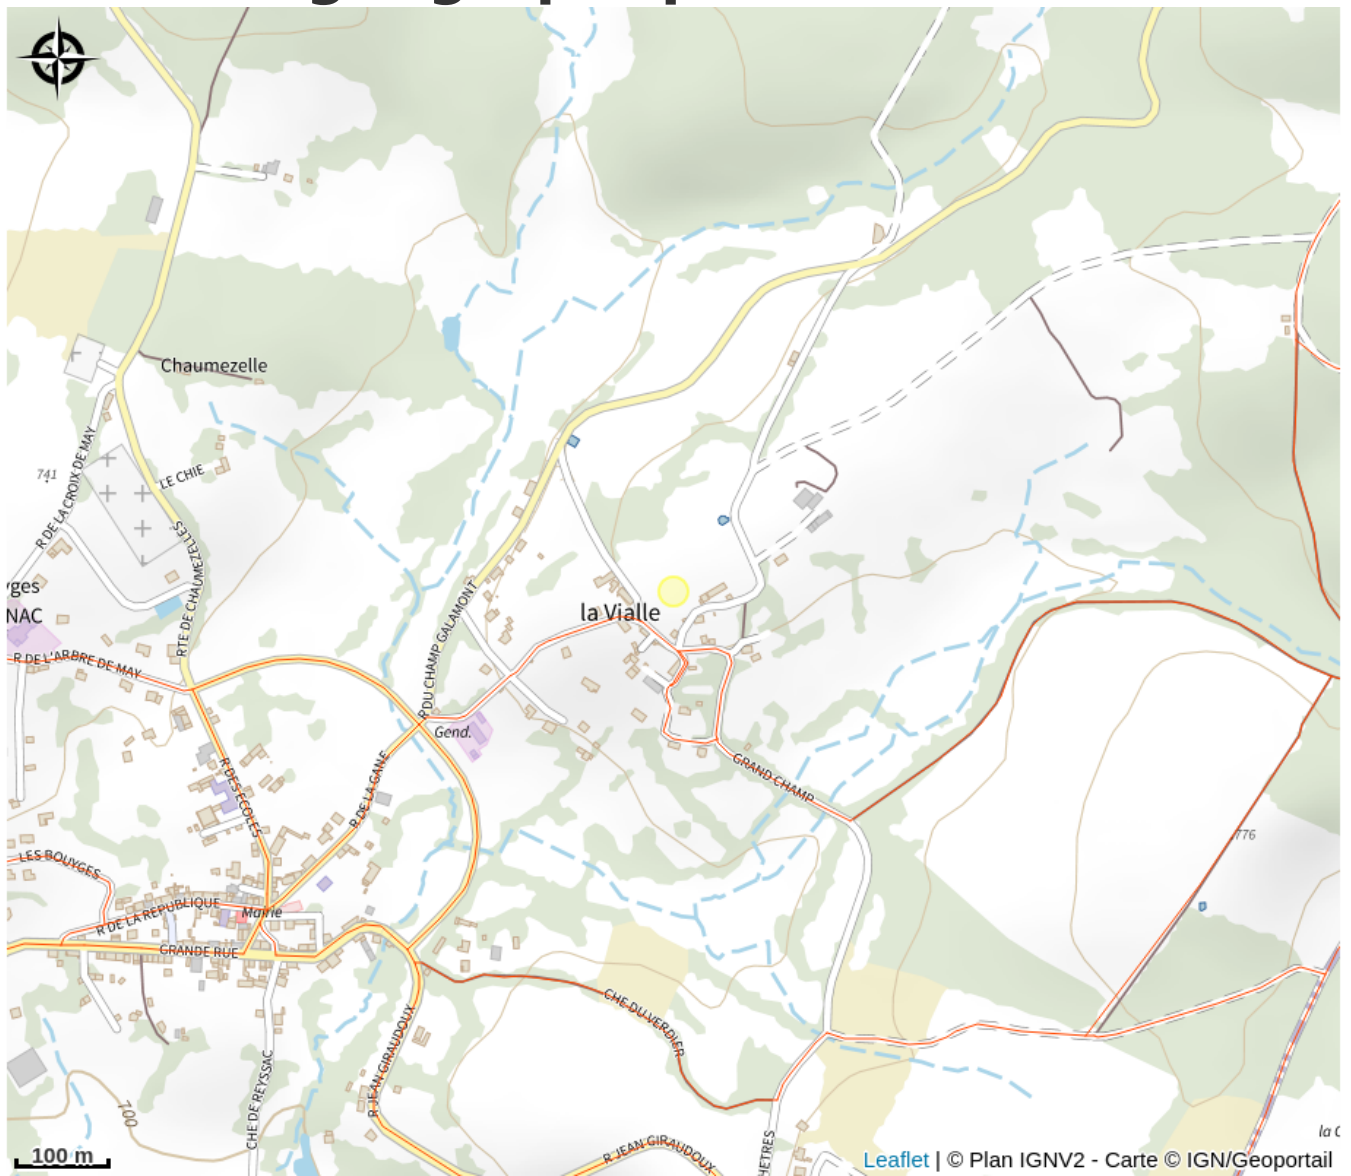 Chaumezelle
R DE LA CROIX DE MAY
741
LE CHIE
RTE DE CHAUMEZELLES
yges
NAC
la Vialle
R DU CHAMP GALAMONT
R DE L'ARBRE DE MAY
Gend.
R DES ECOLES
R DE LA GANE
GRAND CHAMP
776
LES BOUYGES
R DE LA REPUBLIQUE
Mairie
GRANDE RUE
CHE DU VERDIER
R JEAN GIRAUDOUX
CHE DE REYSSAC
700
R JEAN GIRAUDOUX
HETRES
la
100 m
Leaflet | © Plan IGNV2 - Carte © IGN/Geoportail